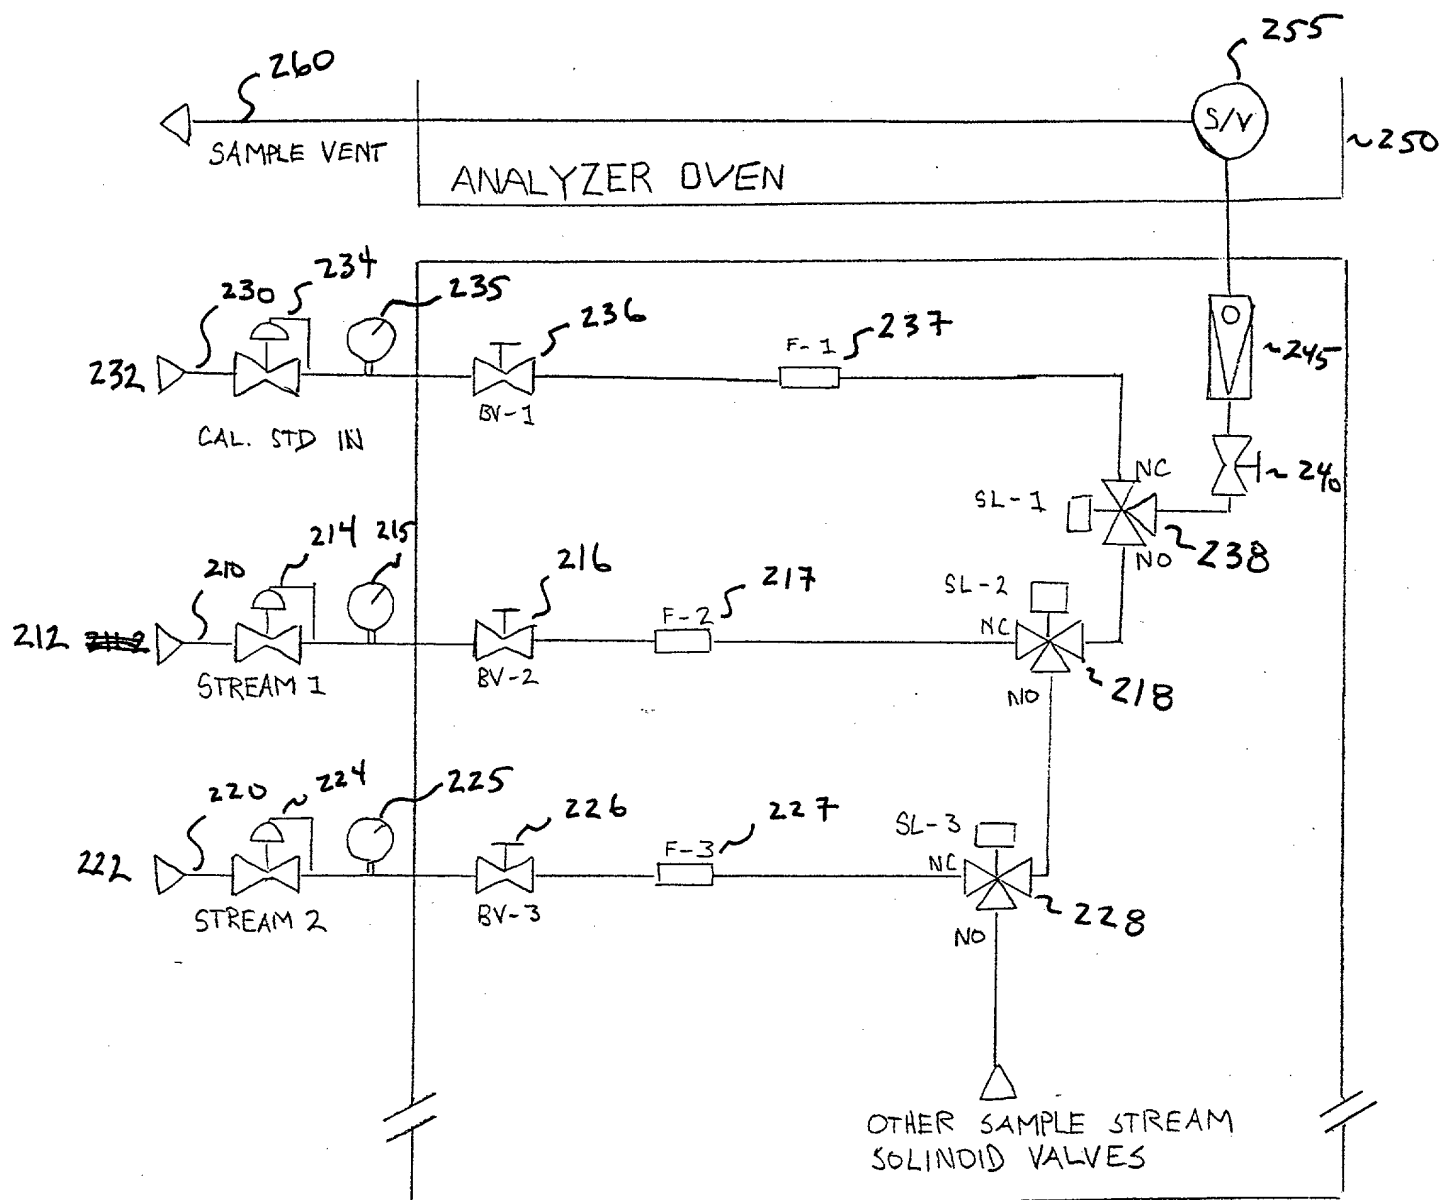 255
260
S/V
~250
SAMPLE VENT
ANALYZER OVEN
234
230
235
236
F-1
237
~245
232
BV-1
CAL. STD IN
NC
~240
SL-1
NO
238
214
215
210
216
217
SL-2
F-2
NC
212
STREAM 1
BV-2
NO
218
220
224
225
226
227
SL-3
F-3
NC
222
STREAM 2
BV-3
228
NO
OTHER SAMPLE STREAM
SOLINOID VALVES